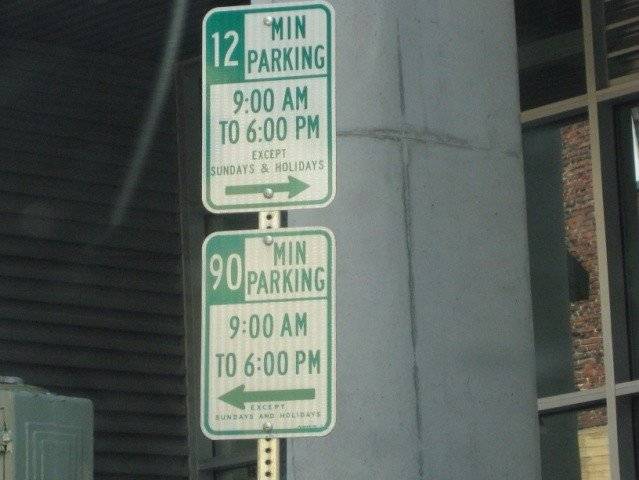 12 MIN
PARKING
9:00 AM
TO 6:00 PM
EXCEPT
SUNDAYS & HOLIDAYS
90 MIN
PARKING
9:00 AM
TO 6:00 PM
EXCEPT
SUNDAYS AND HOLIDAYS